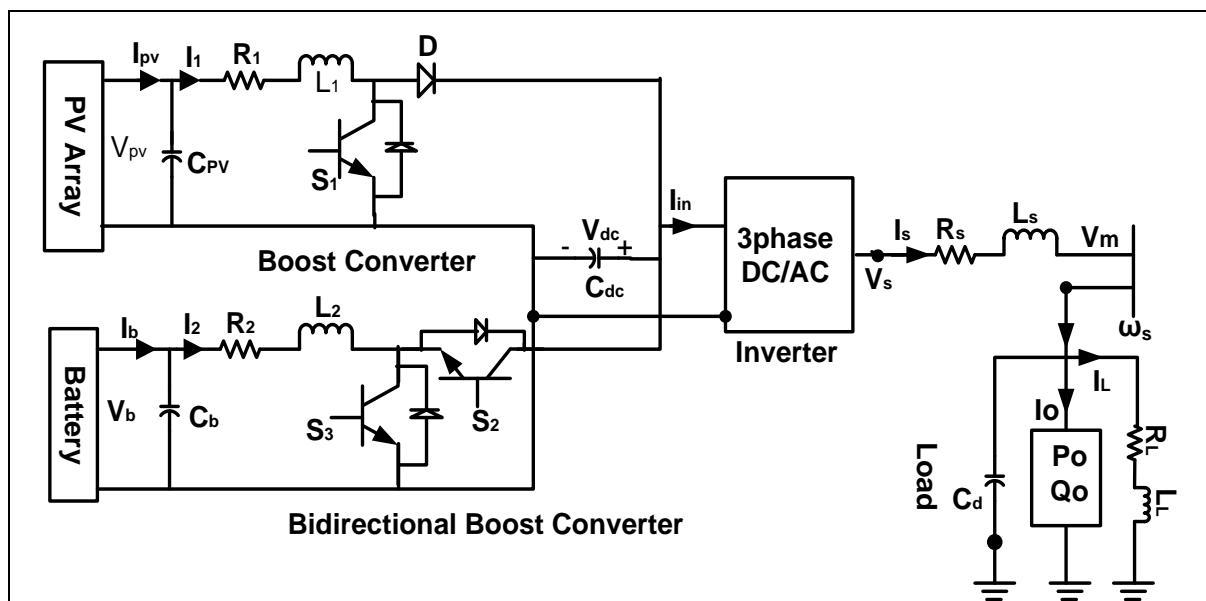 PV Array
Ipv
I1
R1
L1
D
Vpv
CPV
S1
Boost Converter
- Vdc +
Cdc
Iin
3phase
DC/AC
Inverter
Vs
Is
Rs
Ls
Vm
ωs
Battery
Ib
I2
R2
L2
Vb
Cb
S3
S2
Bidirectional Boost Converter
IL
Io
Load
Cd
Po
Qo
RL
LL